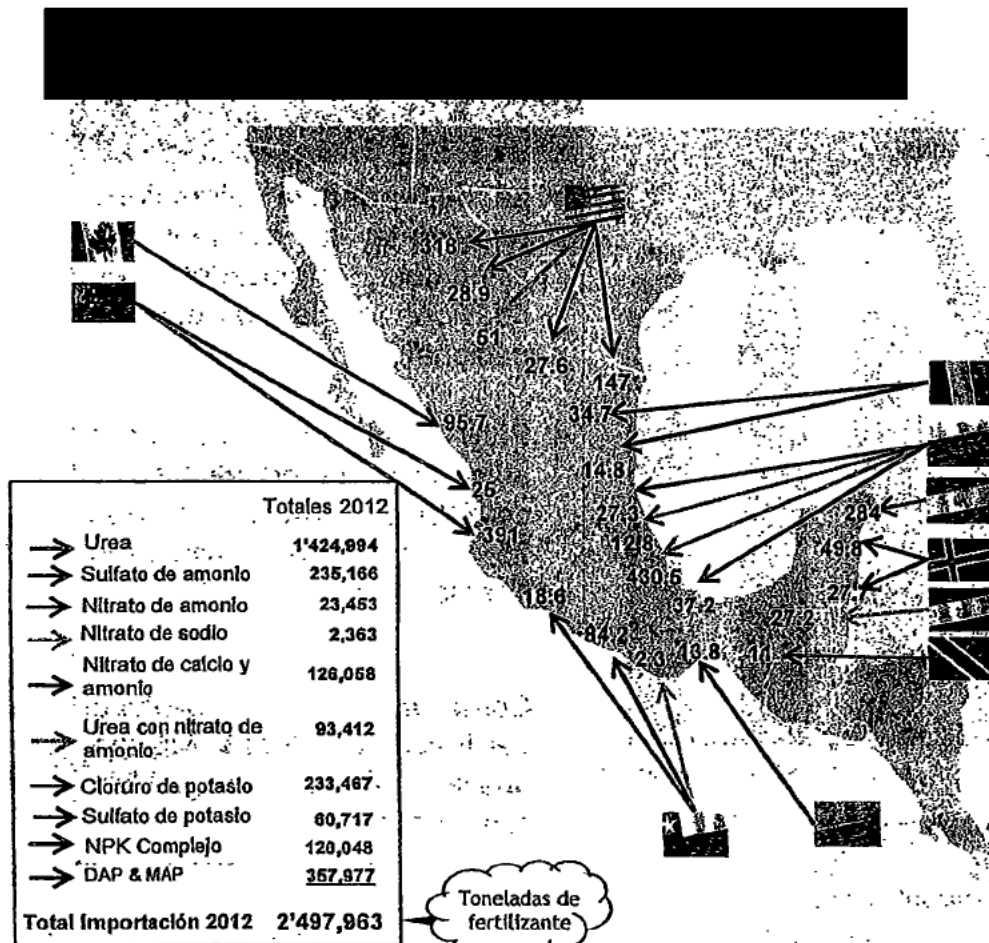 318
28.9
51
27.6
147
34.7
95.7
14.8
25
27.3
284
391
12.8
49.8
430.5
27.7
18.6
37.2
27.2
84.2
2.3
13.8
Totales 2012
Urea 1'424,994
Sulfato de amonio 235,166
Nitrato de amonio 23,453
Nitrato de sodio 2,363
Nitrato de calcio y
amonio 126,058
Urea con nitrato de
amonio 93,412
Cloruro de potasio 233,467
Sulfato de potasio 60,717
NPK Complejo
DAP & MAP 357,977
Total Importación 2012 2'497,963
Toneladas de
fertilizante